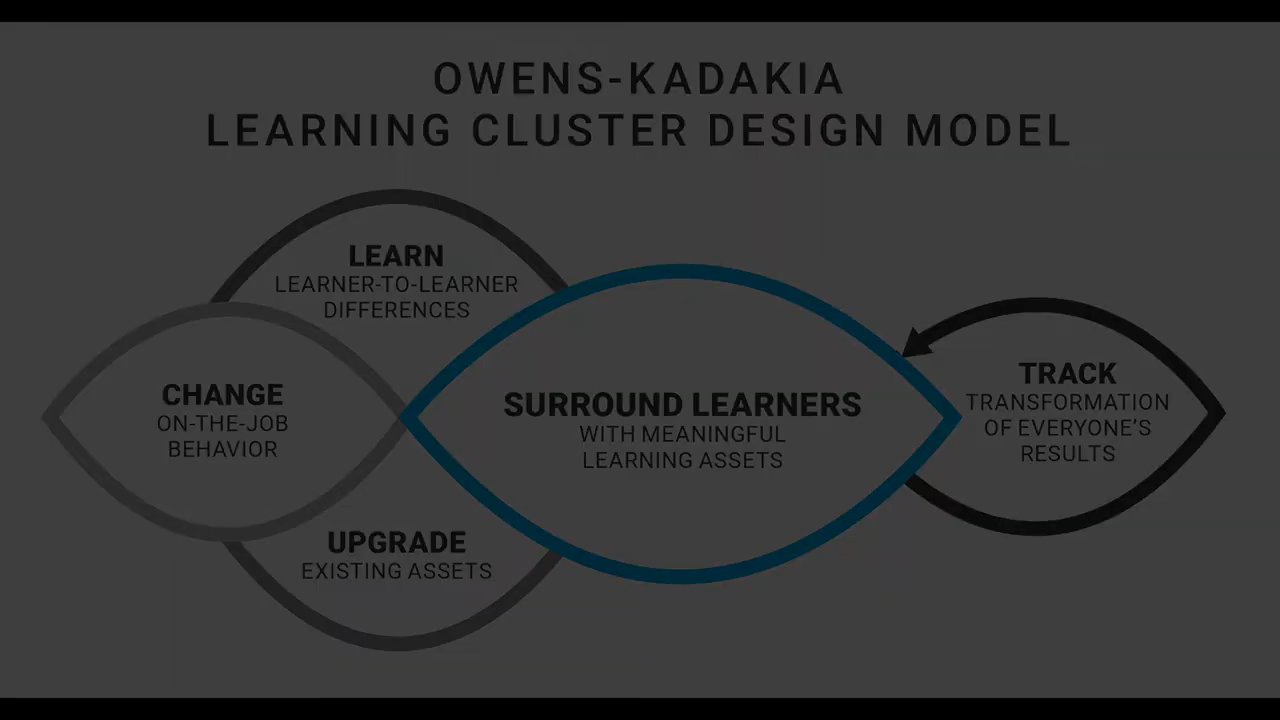 OWENS-KADAKIA
LEARNING CLUSTER DESIGN MODEL
LEARN
LEARNER-TO-LEARNER
DIFFERENCES
CHANGE
ON-THE-JOB
BEHAVIOR
SURROUND LEARNERS
WITH MEANINGFUL
LEARNING ASSETS
TRACK
TRANSFORMATION
OF EVERYONE'S
RESULTS
UPGRADE
EXISTING ASSETS